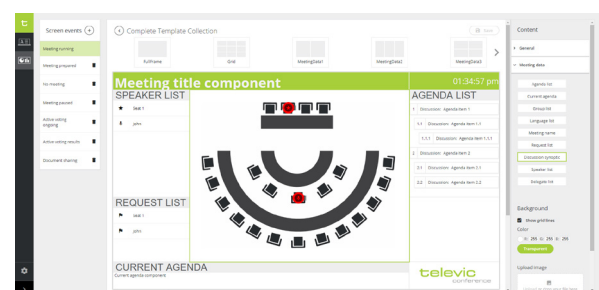 Screen events
Meeting running
Meeting prepared
No meeting
Meeting paused
Active voting
ongoing
Active voting results
Document sharing
Complete Template Collection
Save
Fullframe
Grid
MeetingData1
MeetingData2
MeetingData3
Meeting title component
01:34:57 pm
SPEAKER LIST
Seat 1
John
REQUEST LIST
Seat 1
John
AGENDA LIST
1 Discussion: Agenda item 1
1.1 Discussion: Agenda item 1.1
1.1.1 Discussion: Agenda item 1.1.1
2 Discussion: Agenda item 2
2.1 Discussion: Agenda item 2.1
2.2 Discussion: Agenda item 2.2
CURRENT AGENDA
Current agenda component
televic
conference
Content
General
Meeting data
Agenda list
Current agenda
Group list
Language list
Meeting name
Request list
Discussion synoptic
Speaker list
Delegate list
Background
Show grid lines
Color
R: 255 G: 255 B: 255
Transparent
Upload image